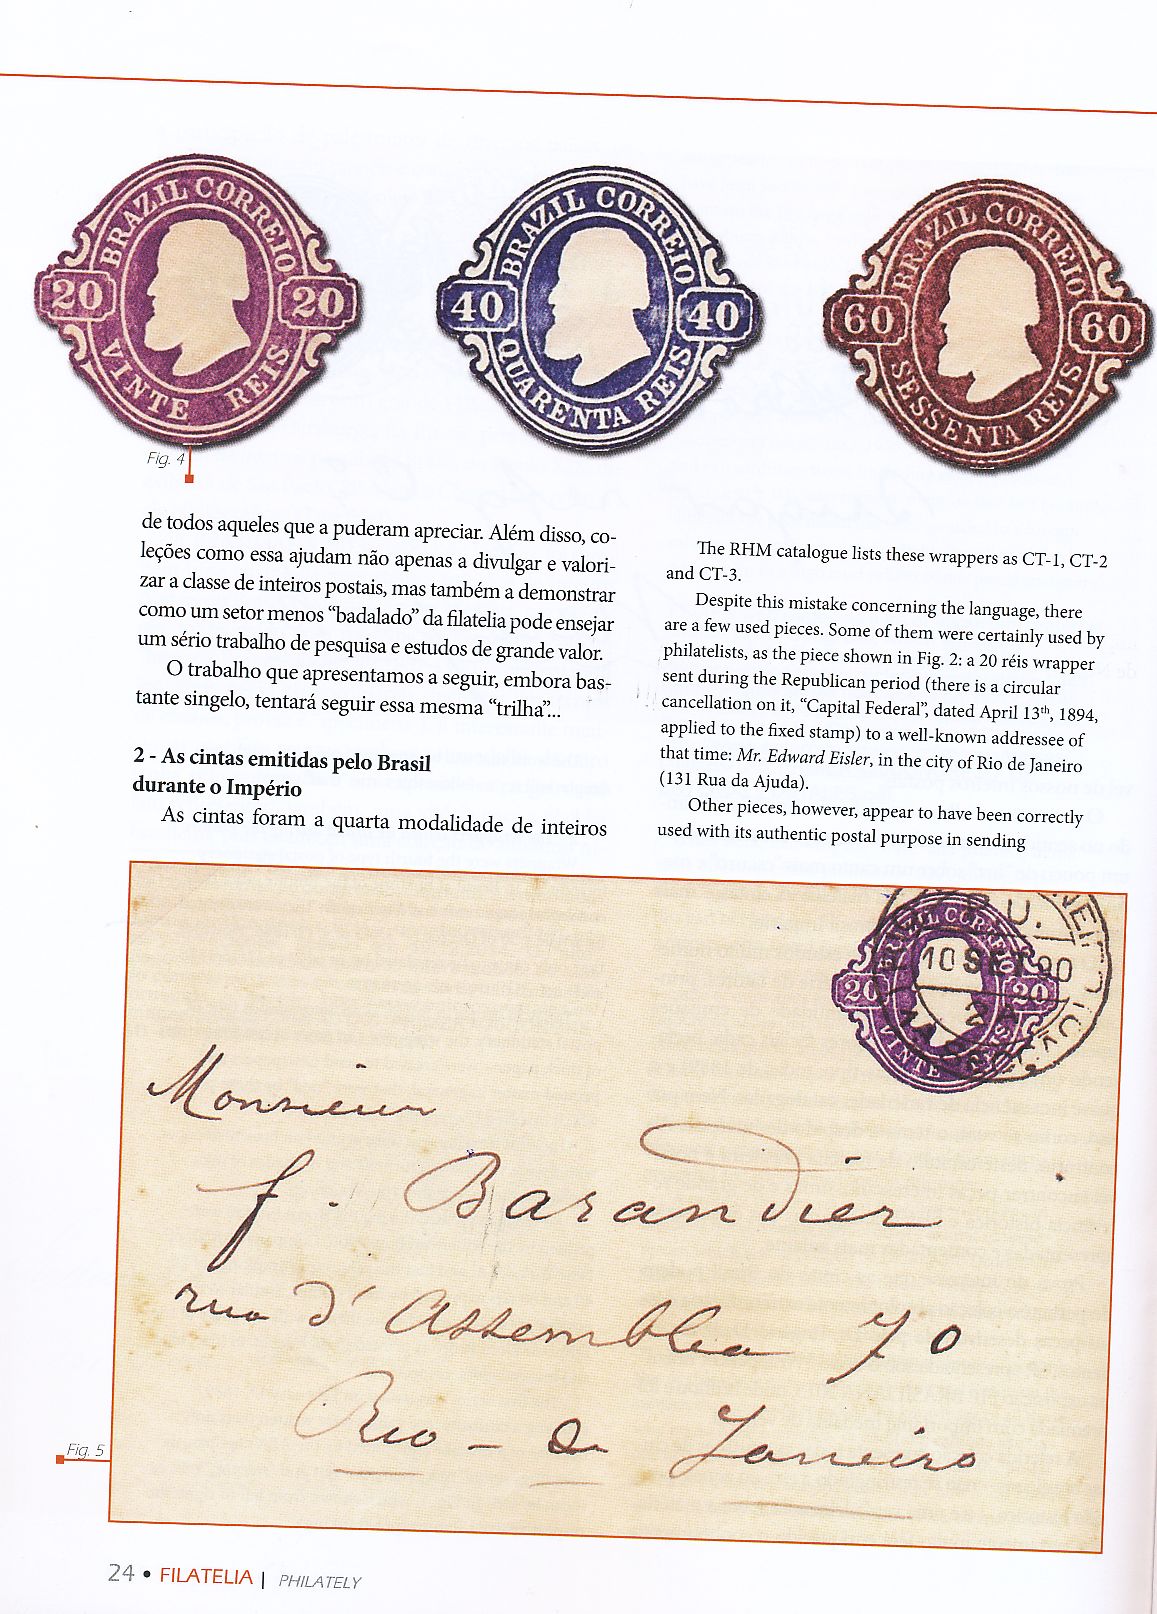 BRAZIL CORREIO
20 20
VINTE REIS
BRAZIL CORREIO
40 40
QUARENTA REIS
BRAZIL CORREIO
60 60
SESSENTA REIS
Fig. 4
de todos aqueles que a puderam apreciar. Além disso, co-
leções como essa ajudam não apenas a divulgar e valori-
zar a classe de inteiros postais, mas também a demonstrar
como um setor menos “badalado” da filatelia pode ensejar
um sério trabalho de pesquisa e estudos de grande valor.
O trabalho que apresentamos a seguir, embora bas-
tante singelo, tentará seguir essa mesma “trilha”...
2 - As cintas emitidas pelo Brasil
durante o Império
As cintas foram a quarta modalidade de inteiros
The RHM catalogue lists these wrappers as CT-1, CT-2
and CT-3.
Despite this mistake concerning the language, there
are a few used pieces. Some of them were certainly used by
philatelists, as the piece shown in Fig. 2: a 20 réis wrapper
sent during the Republican period (there is a circular
cancellation on it, “Capital Federal”, dated April 13th, 1894,
applied to the fixed stamp) to a well-known addressee of
that time: Mr. Edward Eisler, in the city of Rio de Janeiro
(131 Rua da Ajuda).
Other pieces, however, appear to have been correctly
used with its authentic postal purpose in sending
BRAZIL CORREIO
20 20
VINTE REIS
10 SET 90
Monsieur
f. Barandier
rua d'Assemblea 70
Rio - de Janeiro
Fig. 5
24 • FILATELIA | PHILATELY